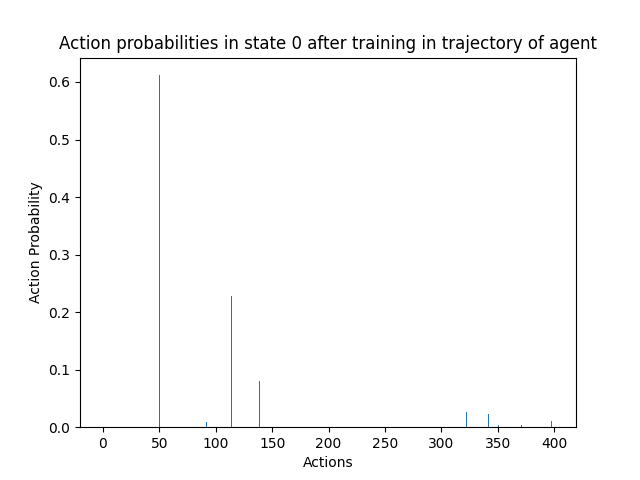 Action probabilities in state 0 after training in trajectory of agent
0.6
0.5
0.4
0.3
0.2
0.1
0.0
Action Probability
0 50 100 150 200 250 300 350 400
Actions